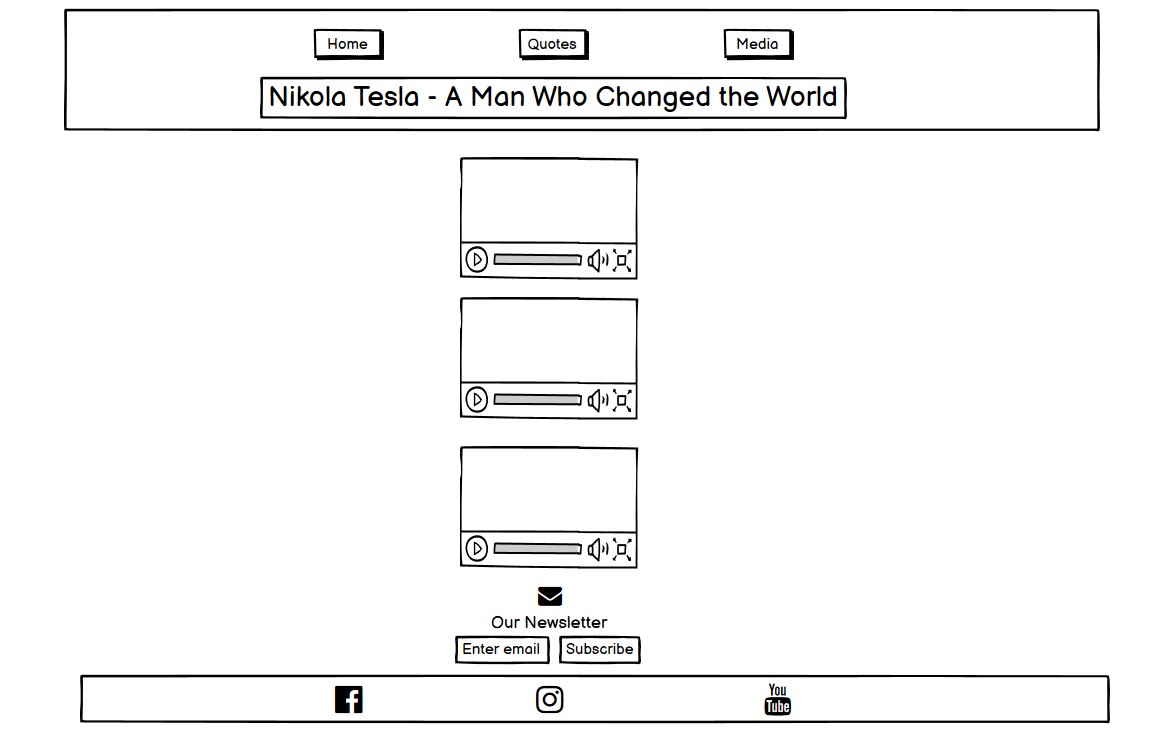 Home Quotes Media
Nikola Tesla - A Man Who Changed the World
Our Newsletter
Enter email Subscribe
You
Tube